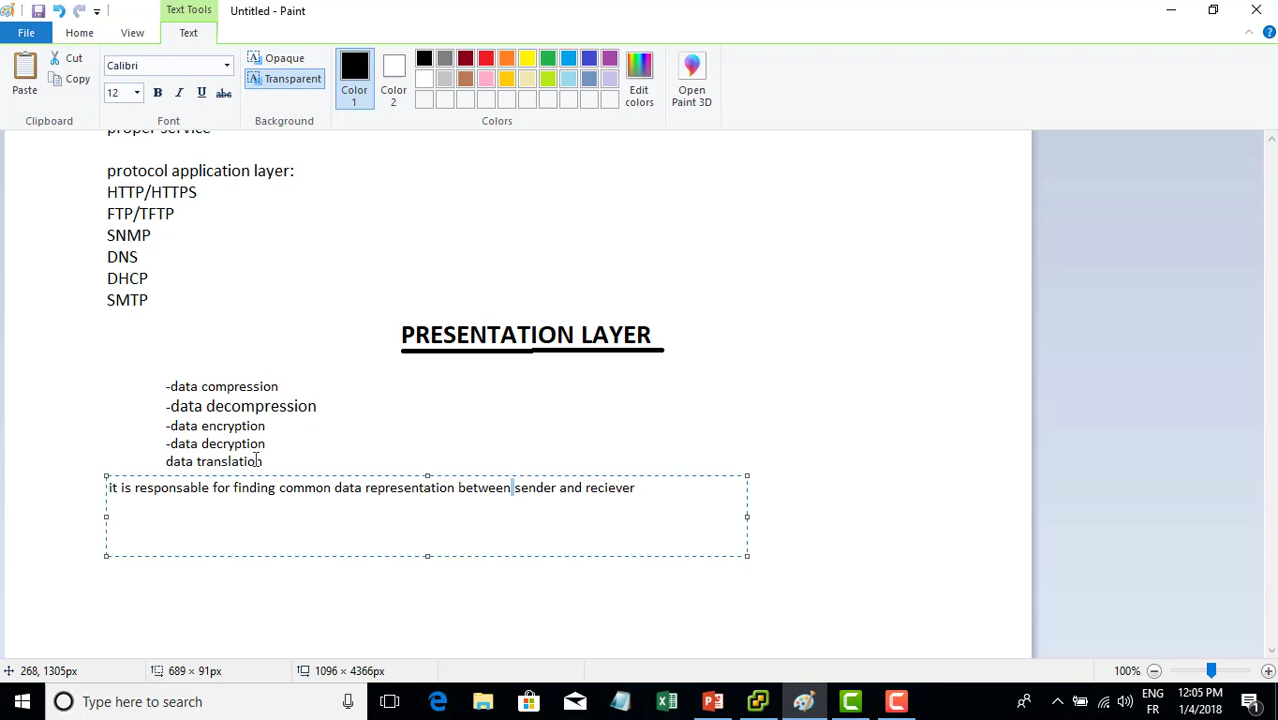 Text Tools
Untitled - Paint
File
Home
View
Text
Paste
Cut
Copy
Clipboard
Calibri
12
B I U abc
Font
Opaque
Transparent
Background
Color 1
Color 2
Edit colors
Colors
Open Paint 3D
proper service
protocol application layer:
HTTP/HTTPS
FTP/TFTP
SNMP
DNS
DHCP
SMTP
PRESENTATION LAYER
-data compression
-data decompression
-data encryption
-data decryption
data translation
it is responsable for finding common data representation between sender and reciever
268, 1305px
689 × 91px
1096 × 4366px
100%
Type here to search
ENG
FR
12:05 PM
1/4/2018
1